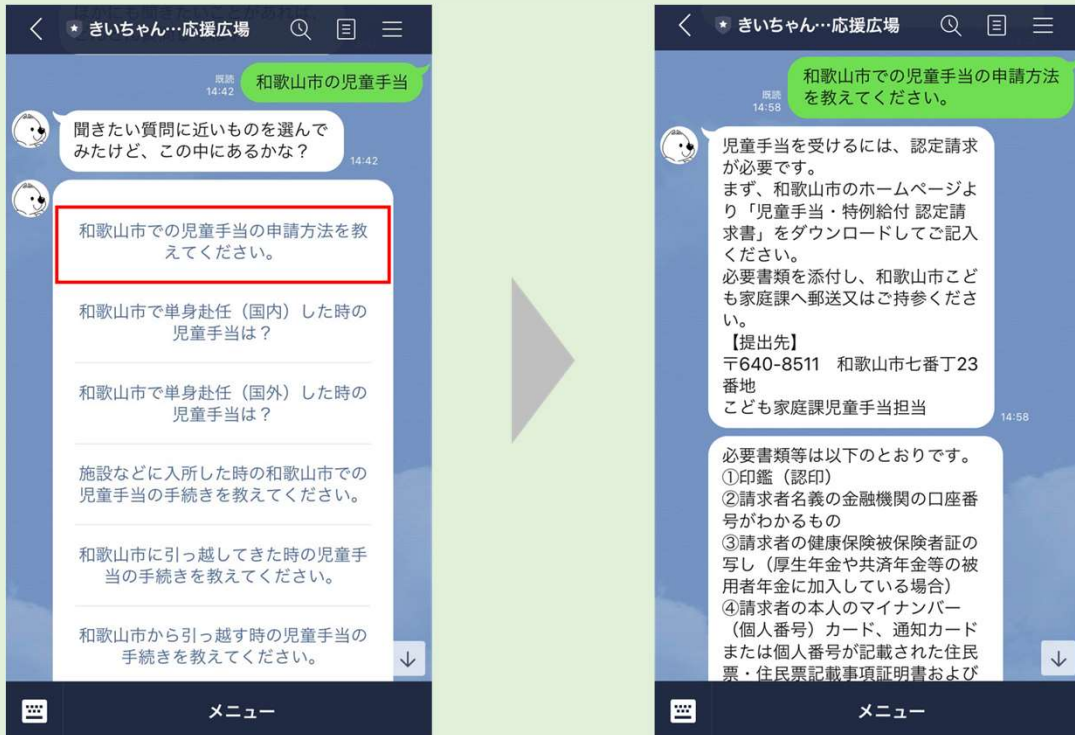 きいちゃん…応援広場
既読
14:42
和歌山市の児童手当
聞きたい質問に近いものを選んで
みたけど、この中にあるかな？
14:42
和歌山市での児童手当の申請方法を教
えてください。
和歌山市で単身赴任（国内）した時の
児童手当は？
和歌山市で単身赴任（国外）した時の
児童手当は？
施設などに入所した時の和歌山市での
児童手当の手続きを教えてください。
和歌山市に引っ越してきた時の児童手
当の手続きを教えてください。
和歌山市から引っ越す時の児童手当の
手続きを教えてください。
メニュー
きいちゃん…応援広場
和歌山市での児童手当の申請方法
を教えてください。
既読
14:58
児童手当を受けるには、認定請求
が必要です。
まず、和歌山市のホームページよ
り「児童手当・特例給付 認定請
求書」をダウンロードしてご記入
ください。
必要書類を添付し、和歌山市こど
も家庭課へ郵送又はご持参くださ
い。
【提出先】
〒640-8511　和歌山市七番丁23
番地
こども家庭課児童手当担当
14:58
必要書類等は以下のとおりです。
①印鑑（認印）
②請求者名義の金融機関の口座番
号がわかるもの
③請求者の健康保険被保険者証の
写し（厚生年金や共済年金等の被
用者年金に加入している場合）
④請求者の本人のマイナンバー
（個人番号）カード、通知カード
または個人番号が記載された住民
票・住民票記載事項証明書および
メニュー